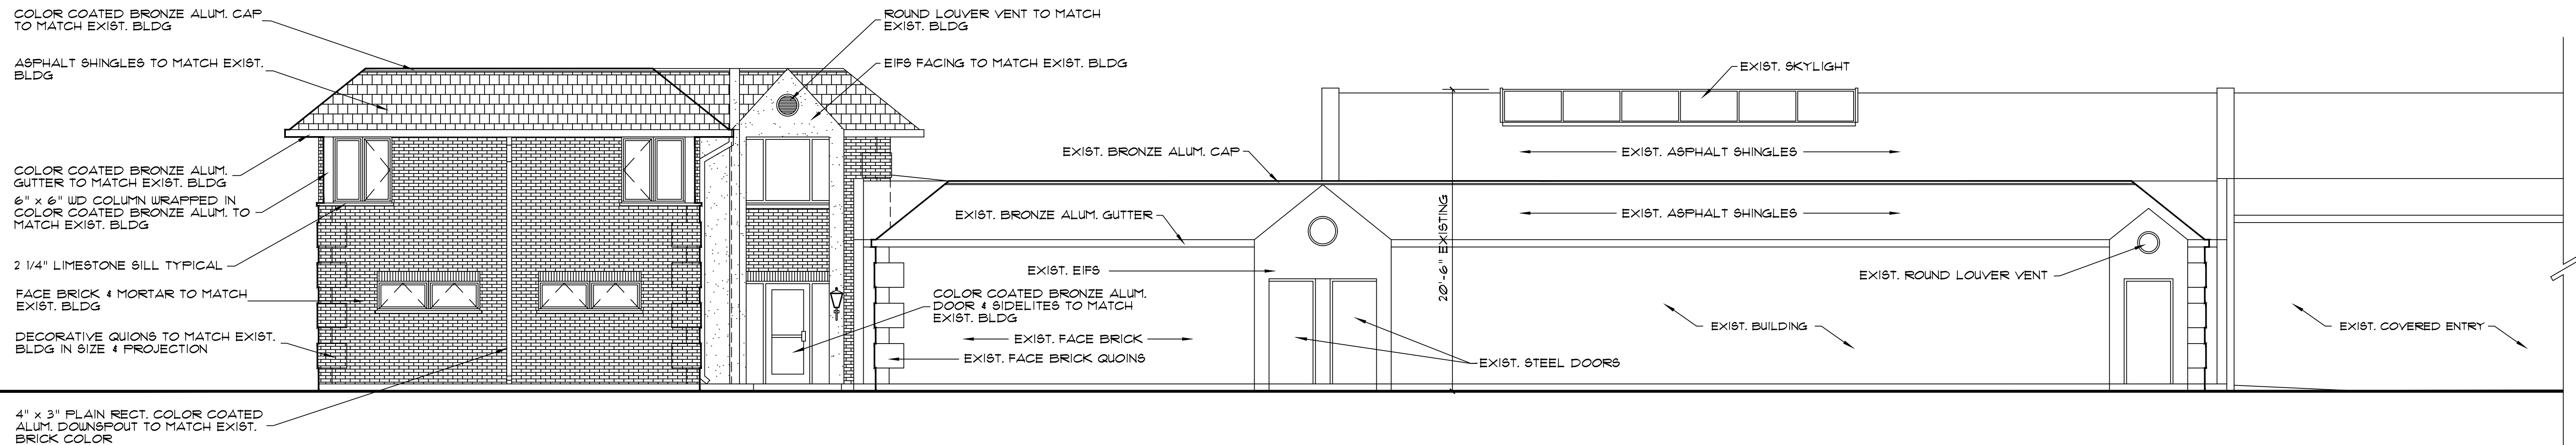 COLOR COATED BRONZE ALUM. CAP
TO MATCH EXIST. BLDG
ASPHALT SHINGLES TO MATCH EXIST.
BLDG
COLOR COATED BRONZE ALUM.
GUTTER TO MATCH EXIST. BLDG
6" x 6" WD COLUMN WRAPPED IN
COLOR COATED BRONZE ALUM. TO
MATCH EXIST. BLDG
2 1/4" LIMESTONE SILL TYPICAL
FACE BRICK & MORTAR TO MATCH
EXIST. BLDG
DECORATIVE QUIONS TO MATCH EXIST.
BLDG IN SIZE & PROJECTION
4" x 3" PLAIN RECT. COLOR COATED
ALUM. DOWNSPOUT TO MATCH EXIST.
BRICK COLOR
ROUND LOUVER VENT TO MATCH
EXIST. BLDG
EIFS FACING TO MATCH EXIST. BLDG
EXIST. BRONZE ALUM. CAP
EXIST. BRONZE ALUM. GUTTER
EXIST. EIFS
COLOR COATED BRONZE ALUM.
DOOR & SIDELITES TO MATCH
EXIST. BLDG
EXIST. FACE BRICK
EXIST. FACE BRICK QUOINS
20'-6" EXISTING
EXIST. STEEL DOORS
EXIST. SKYLIGHT
EXIST. ASPHALT SHINGLES
EXIST. ASPHALT SHINGLES
EXIST. BUILDING
EXIST. ROUND LOUVER VENT
EXIST. COVERED ENTRY